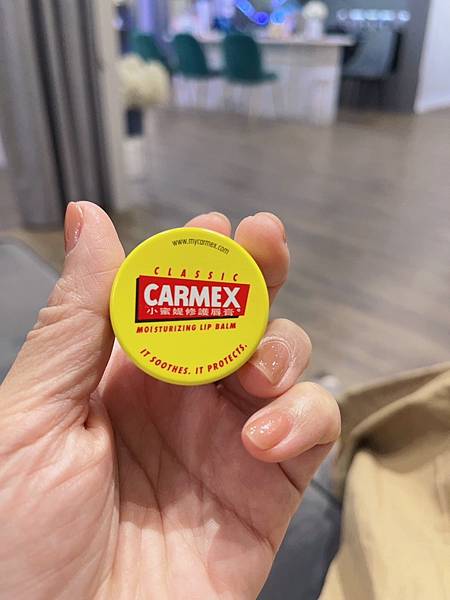 www.mycarmex.com
CLASSIC
CARMEX
小蜜媞修護唇膏
MOISTURIZING LIP BALM
IT SOOTHES. IT PROTECTS.